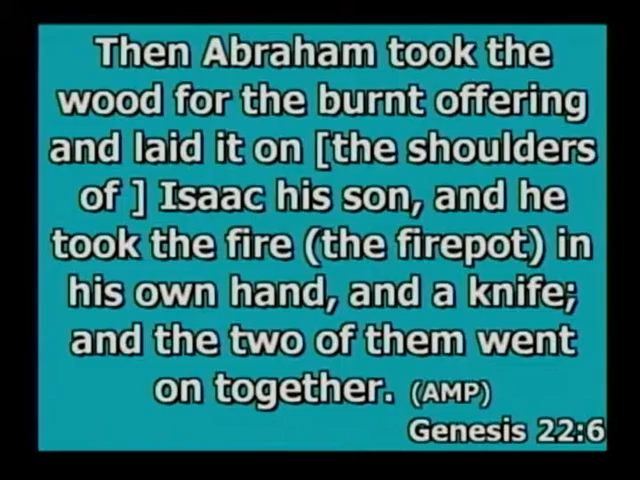 Then Abraham took the
wood for the burnt offering
and laid it on [the shoulders
of ] Isaac his son, and he
took the fire (the firepot) in
his own hand, and a knife;
and the two of them went
on together. (AMP)
Genesis 22:6